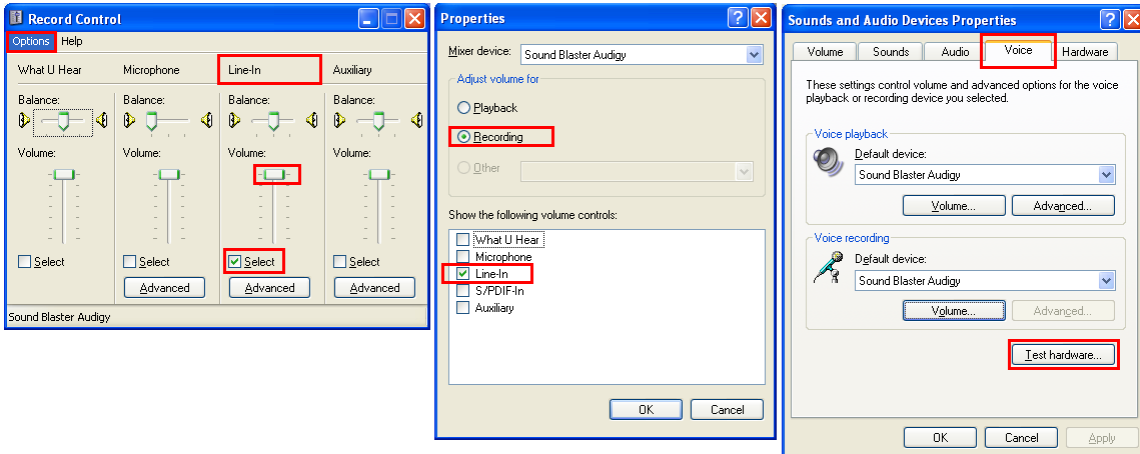 Record Control
Options Help
What U Hear Microphone Line-In Auxiliary
Balance: Balance: Balance: Balance:
Volume: Volume: Volume: Volume:
Select Select Select Select
Advanced Advanced Advanced
Sound Blaster Audigy
Properties
Mixer device: Sound Blaster Audigy
Adjust volume for
Playback
Recording
Other
Show the following volume controls:
What U Hear
Microphone
Line-In
S/PDIF-In
Auxiliary
OK Cancel
Sounds and Audio Devices Properties
Volume Sounds Audio Voice Hardware
These settings control volume and advanced options for the voice
playback or recording device you selected.
Voice playback
Default device:
Sound Blaster Audigy
Volume... Advanced...
Voice recording
Default device:
Sound Blaster Audigy
Volume... Advanced...
Test hardware...
OK Cancel Apply